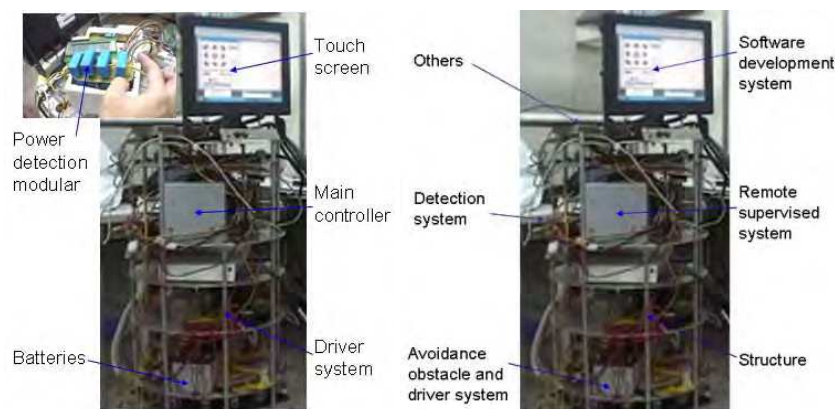 Touch
screen
Power
detection
modular
Main
controller
Batteries
Driver
system
Others
Software
development
system
Detection
system
Remote
supervised
system
Avoidance
obstacle and
driver system
Structure